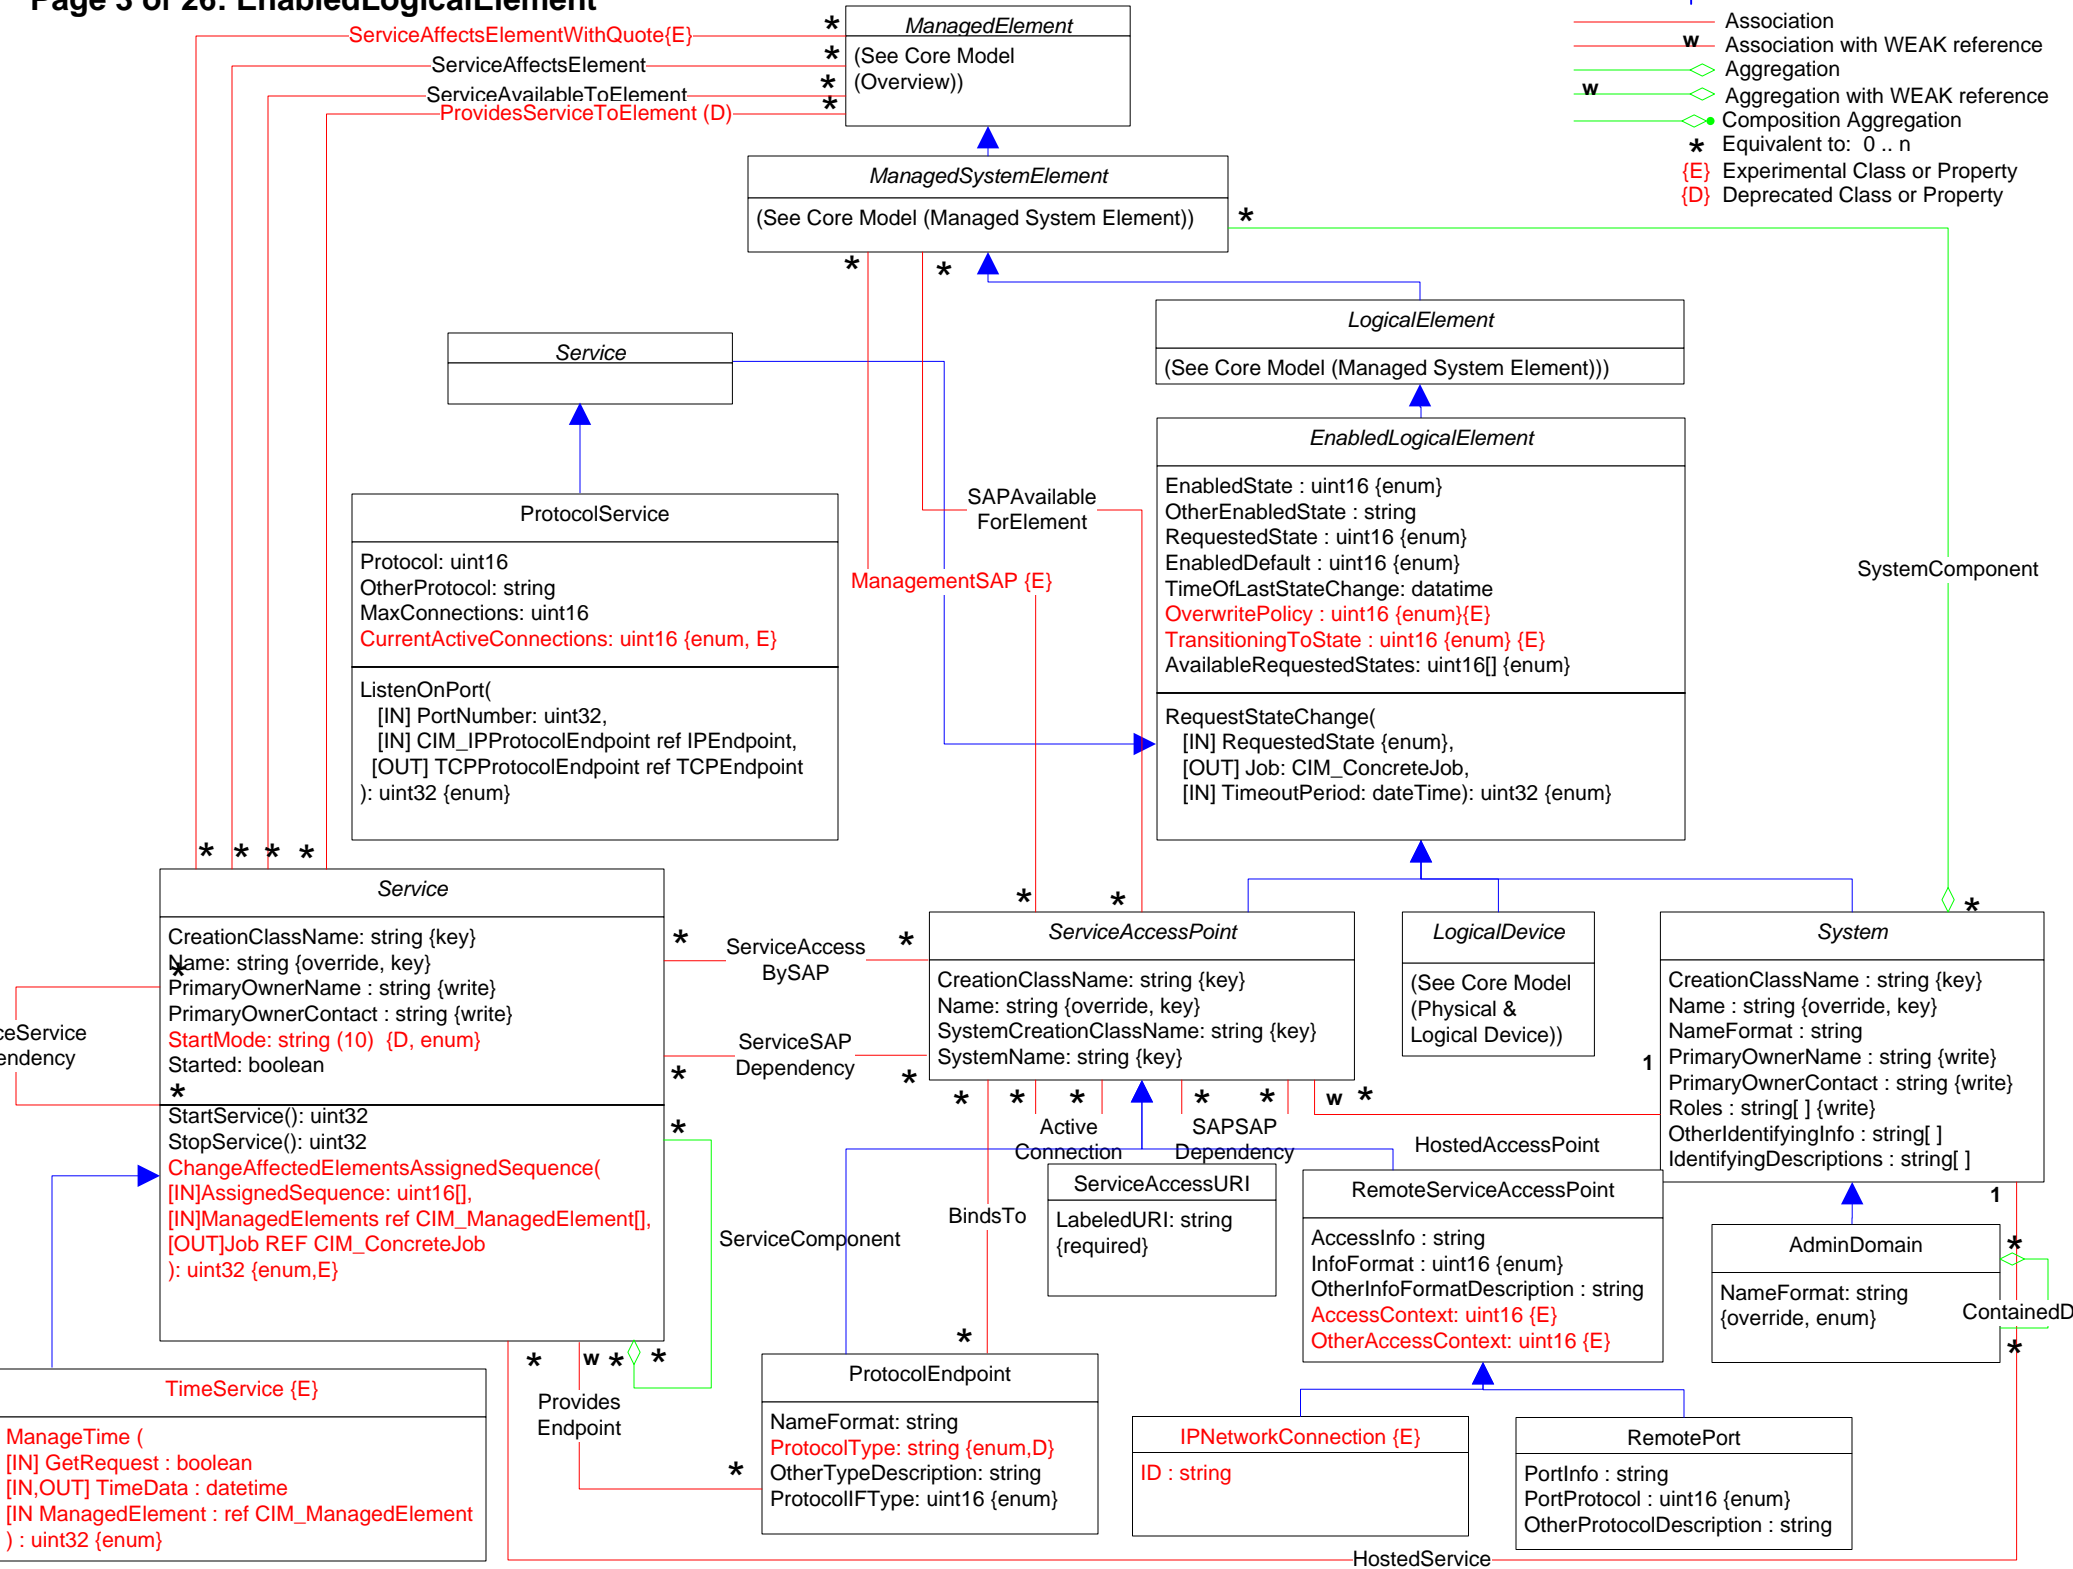 Page 3 of 26: EnabledLogicalElement
Association
w
Association with WEAK reference
Aggregation
w
Aggregation with WEAK reference
Composition Aggregation
* Equivalent to: 0 .. n
{E} Experimental Class or Property
{D} Deprecated Class or Property
ServiceAffectsElementWithQuote{E}
*
ServiceAffectsElement
*
ServiceAvailableToElement
*
ProvidesServiceToElement (D)
*
ManagedElement
(See Core Model
(Overview))
ManagedSystemElement
(See Core Model (Managed System Element))
*
*
*
LogicalElement
(See Core Model (Managed System Element)))
Service
EnabledLogicalElement
EnabledState : uint16 {enum}
OtherEnabledState : string
RequestedState : uint16 {enum}
EnabledDefault : uint16 {enum}
TimeOfLastStateChange: datatime
OverwritePolicy : uint16 {enum}{E}
TransitioningToState : uint16 {enum} {E}
AvailableRequestedStates: uint16[] {enum}
RequestStateChange(
[IN] RequestedState {enum},
[OUT] Job: CIM_ConcreteJob,
[IN] TimeoutPeriod: dateTime): uint32 {enum}
SAPAvailable
ForElement
ManagementSAP {E}
SystemComponent
ProtocolService
Protocol: uint16
OtherProtocol: string
MaxConnections: uint16
CurrentActiveConnections: uint16 {enum, E}
ListenOnPort(
[IN] PortNumber: uint32,
[IN] CIM_IPProtocolEndpoint ref IPEndpoint,
[OUT] TCPProtocolEndpoint ref TCPEndpoint
): uint32 {enum}
* * * *
Service
CreationClassName: string {key}
Name: string {override, key}
*
PrimaryOwnerName : string {write}
PrimaryOwnerContact : string {write}
StartMode: string (10)  {D, enum}
Started: boolean
*
StartService(): uint32
StopService(): uint32
ChangeAffectedElementsAssignedSequence(
[IN]AssignedSequence: uint16[],
[IN]ManagedElements ref CIM_ManagedElement[],
[OUT]Job REF CIM_ConcreteJob
): uint32 {enum,E}
ceService
endency
*
ServiceAccess
BySAP
*
ServiceSAP
Dependency
*
*
*
ServiceComponent
* *
ServiceAccessPoint
CreationClassName: string {key}
Name: string {override, key}
SystemCreationClassName: string {key}
SystemName: string {key}
LogicalDevice
(See Core Model
(Physical &
Logical Device))
*
System
CreationClassName : string {key}
Name : string {override, key}
NameFormat : string
PrimaryOwnerName : string {write}
PrimaryOwnerContact : string {write}
Roles : string[ ] {write}
OtherIdentifyingInfo : string[ ]
IdentifyingDescriptions : string[ ]
1
* * * * * w *
Active
Connection
SAPSAP
Dependency
HostedAccessPoint
BindsTo
*
ServiceAccessURI
LabeledURI: string
{required}
RemoteServiceAccessPoint
AccessInfo : string
InfoFormat : uint16 {enum}
OtherInfoFormatDescription : string
AccessContext: uint16 {E}
OtherAccessContext: uint16 {E}
1
AdminDomain
NameFormat: string
{override, enum}
*
ContainedD
*
* w * *
Provides
Endpoint
*
TimeService {E}
ManageTime (
[IN] GetRequest : boolean
[IN,OUT] TimeData : datetime
[IN ManagedElement : ref CIM_ManagedElement
) : uint32 {enum}
ProtocolEndpoint
NameFormat: string
ProtocolType: string {enum,D}
OtherTypeDescription: string
ProtocolIFType: uint16 {enum}
IPNetworkConnection {E}
ID : string
RemotePort
PortInfo : string
PortProtocol : uint16 {enum}
OtherProtocolDescription : string
HostedService